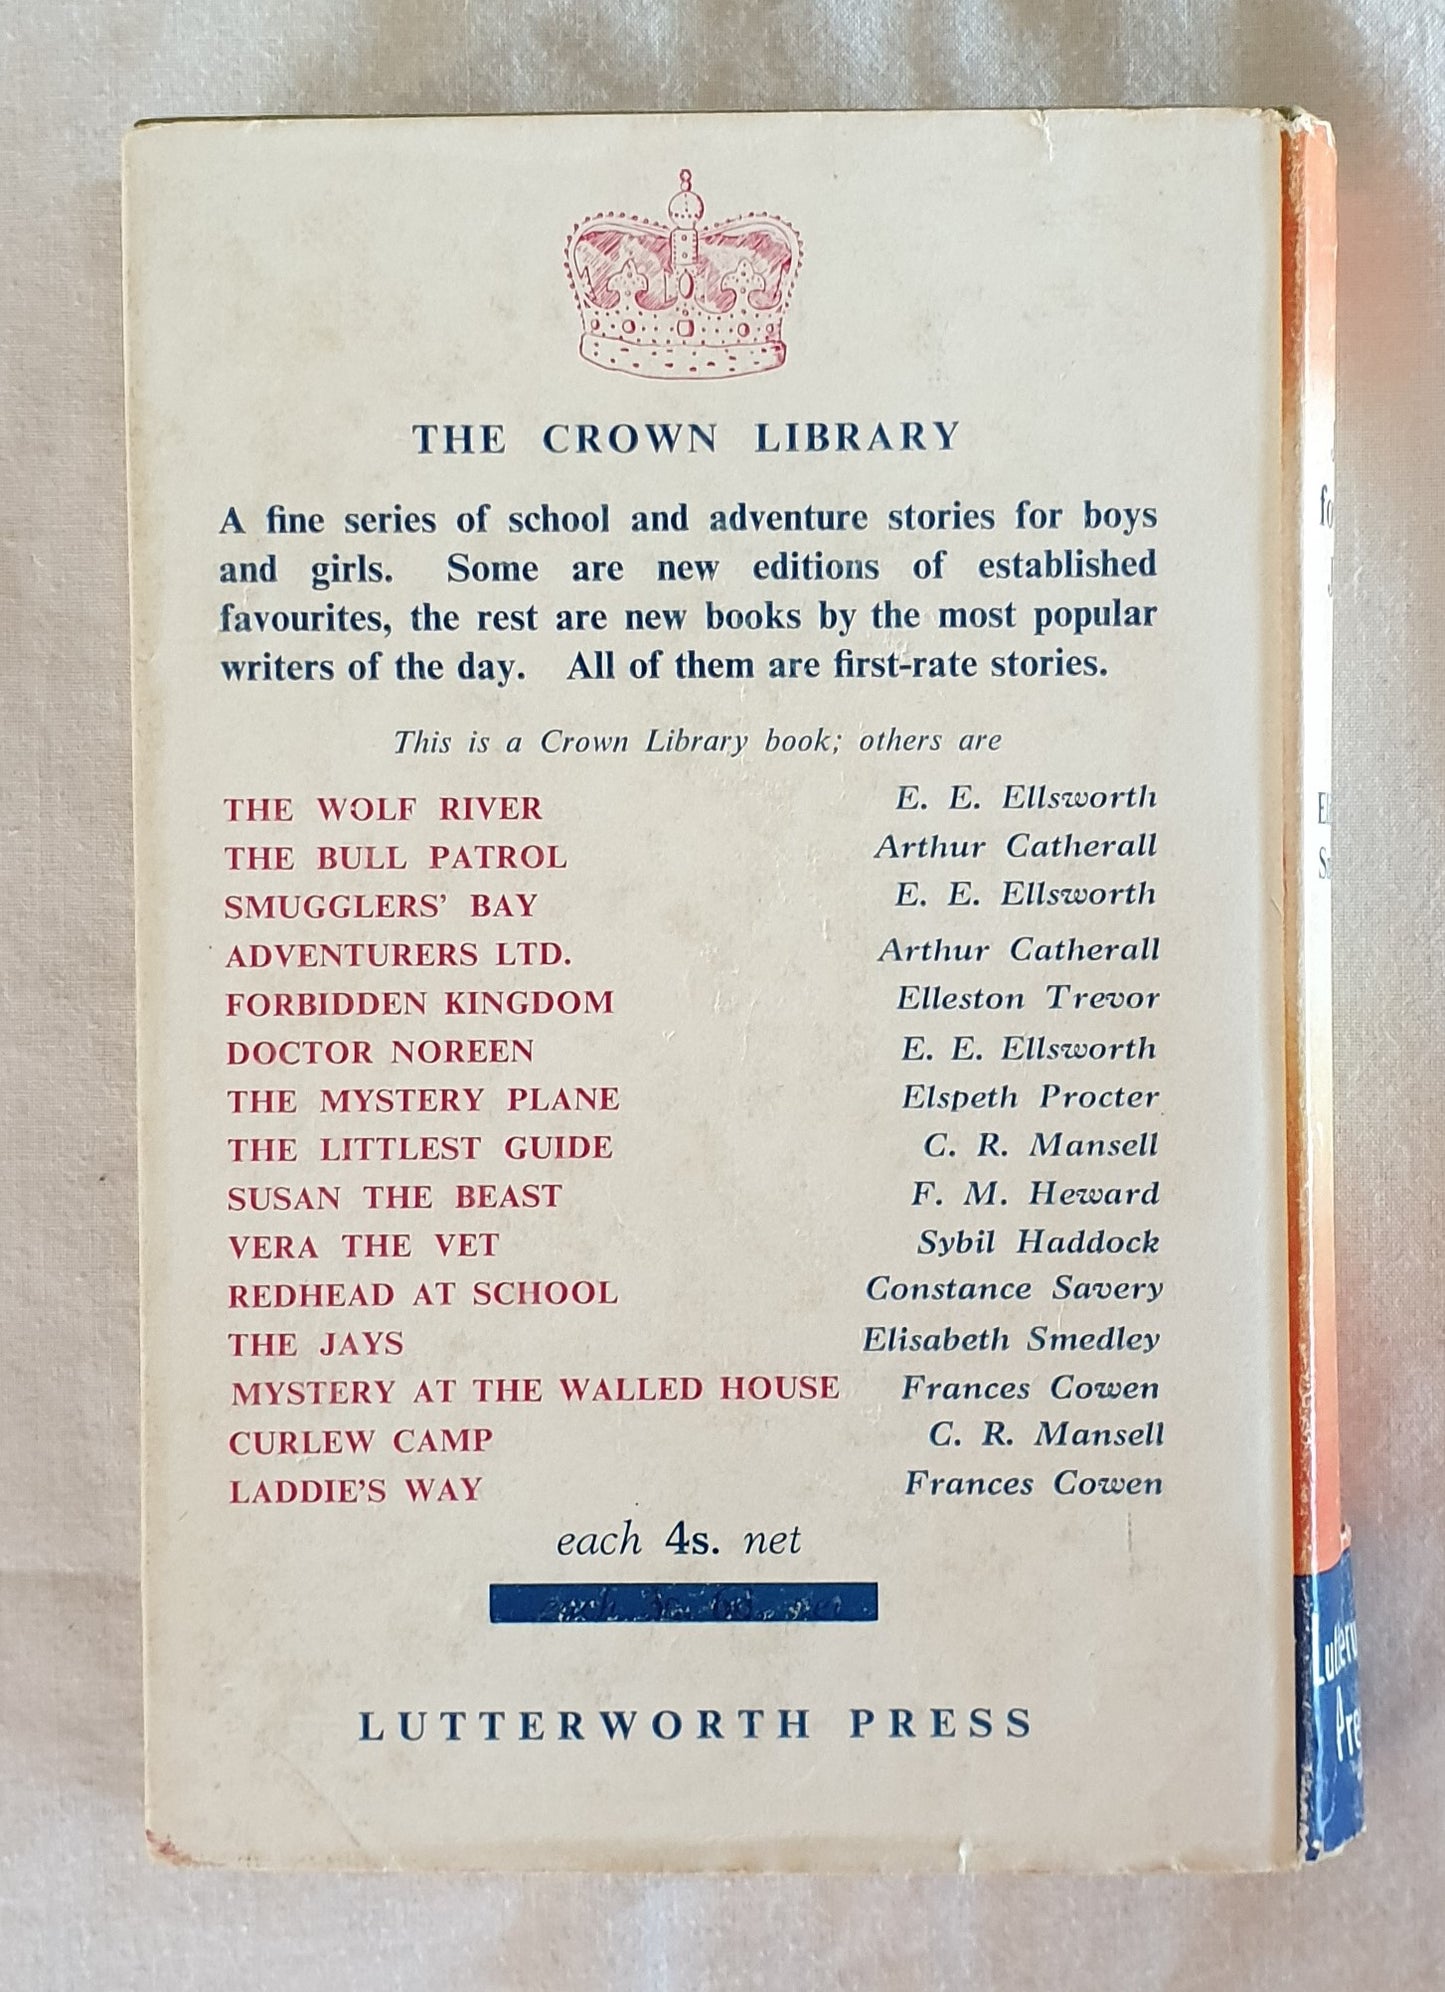 THE CROWN LIBRARY
A fine series of school and adventure stories for boys
and girls. Some are new editions of established
favourites, the rest are new books by the most popular
writers of the day. All of them are first-rate stories.
This is a Crown Library book; others are
THE WOLF RIVER E. E. Ellsworth
THE BULL PATROL Arthur Catherall
SMUGGLERS' BAY E. E. Ellsworth
ADVENTURERS LTD. Arthur Catherall
FORBIDDEN KINGDOM Elleston Trevor
DOCTOR NOREEN E. E. Ellsworth
THE MYSTERY PLANE Elspeth Procter
THE LITTLEST GUIDE C. R. Mansell
SUSAN THE BEAST F. M. Heward
VERA THE VET Sybil Haddock
REDHEAD AT SCHOOL Constance Savery
THE JAYS Elisabeth Smedley
MYSTERY AT THE WALLED HOUSE Frances Cowen
CURLEW CAMP C. R. Mansell
LADDIE'S WAY Frances Cowen
each 4s. net
LUTTERWORTH PRESS